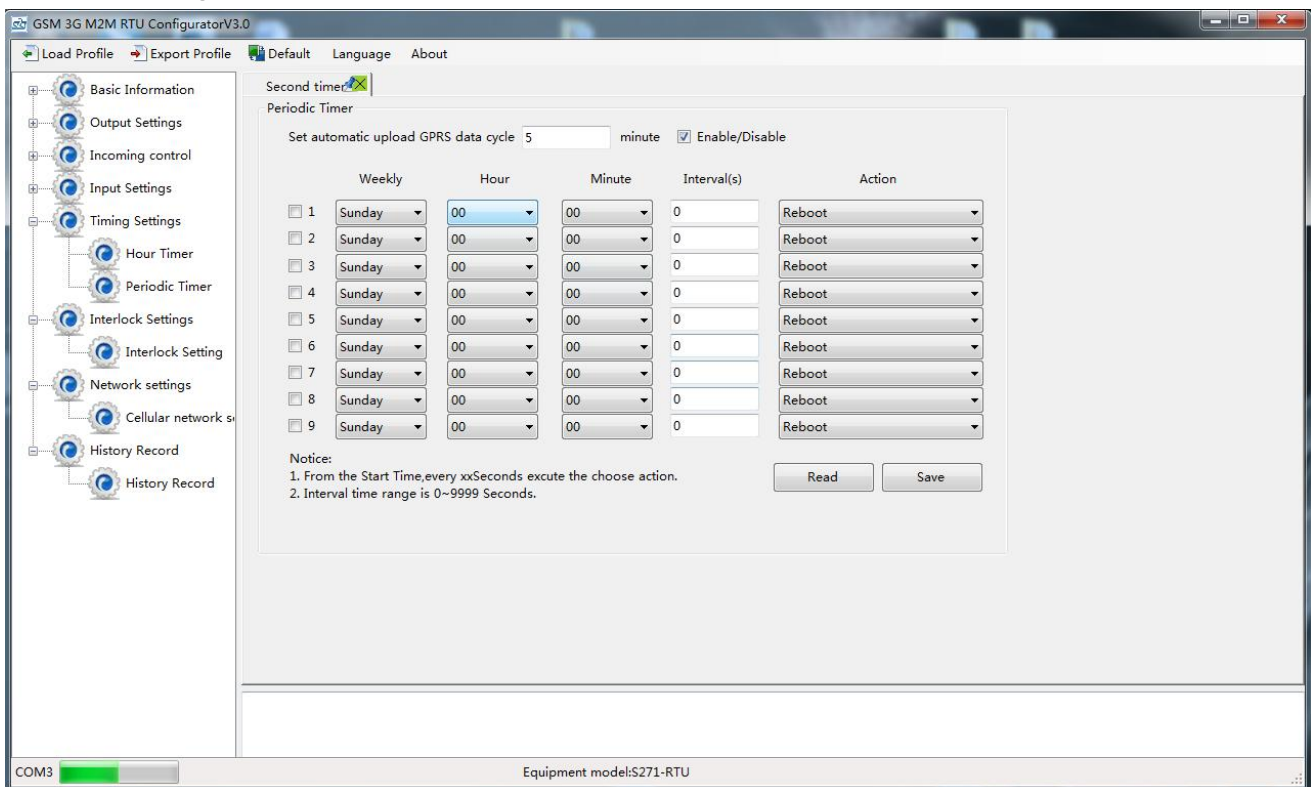 GSM 3G M2M RTU ConfiguratorV3.0
Load Profile Export Profile Default Language About
Basic Information
Output Settings
Incoming control
Input Settings
Timing Settings
Hour Timer
Periodic Timer
Interlock Settings
Interlock Setting
Network settings
Cellular network
History Record
History Record
Second timer
Periodic Timer
Set automatic upload GPRS data cycle 5 minute Enable/Disable
Weekly Hour Minute Interval(s) Action
1 Sunday 00 00 0 Reboot
2 Sunday 00 00 0 Reboot
3 Sunday 00 00 0 Reboot
4 Sunday 00 00 0 Reboot
5 Sunday 00 00 0 Reboot
6 Sunday 00 00 0 Reboot
7 Sunday 00 00 0 Reboot
8 Sunday 00 00 0 Reboot
9 Sunday 00 00 0 Reboot
Notice:
1. From the Start Time,every xxSeconds excute the choose action.
2. Interval time range is 0~9999 Seconds.
Read Save
COM3 Equipment model:S271-RTU